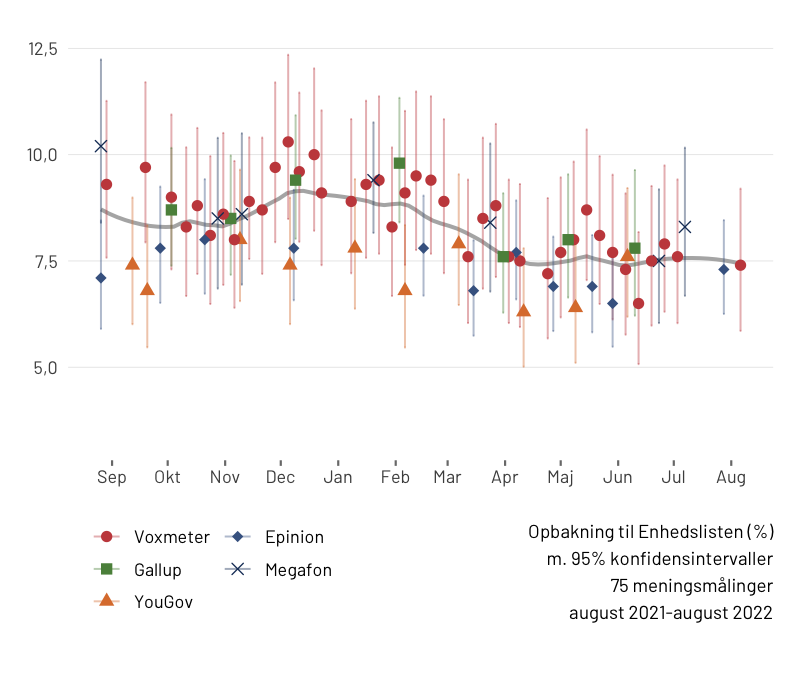 12,5
10,0
7,5
5,0
Sep Okt Nov Dec Jan Feb Mar Apr Maj Jun Jul Aug
Voxmeter Epinion
Gallup Megafon
YouGov
Opbakning til Enhedslisten (%)
m. 95% konfidensintervaller
75 meningsmålinger
august 2021-august 2022